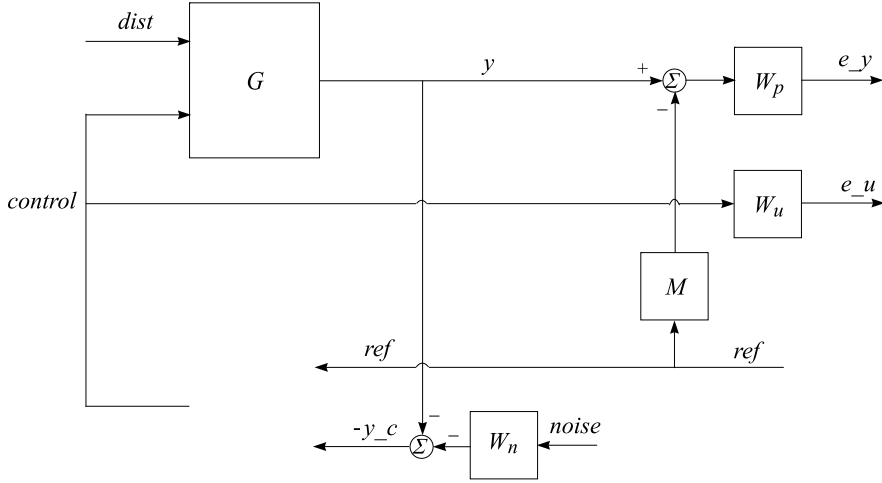 dist
G
y
+
Σ
−
W_p
e_y
control
W_u
e_u
M
ref
ref
−
-y_c
Σ
−
W_n
noise